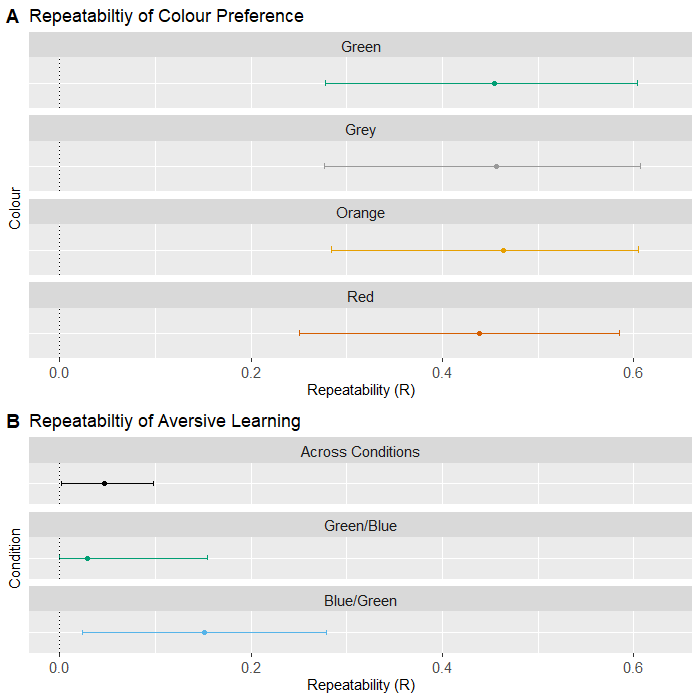 A Repeatabiltiy of Colour Preference
Green
Grey
Orange
Red
Colour
0.0 0.2 0.4 0.6
Repeatability (R)
B Repeatabiltiy of Aversive Learning
Across Conditions
Green/Blue
Blue/Green
Condition
0.0 0.2 0.4 0.6
Repeatability (R)